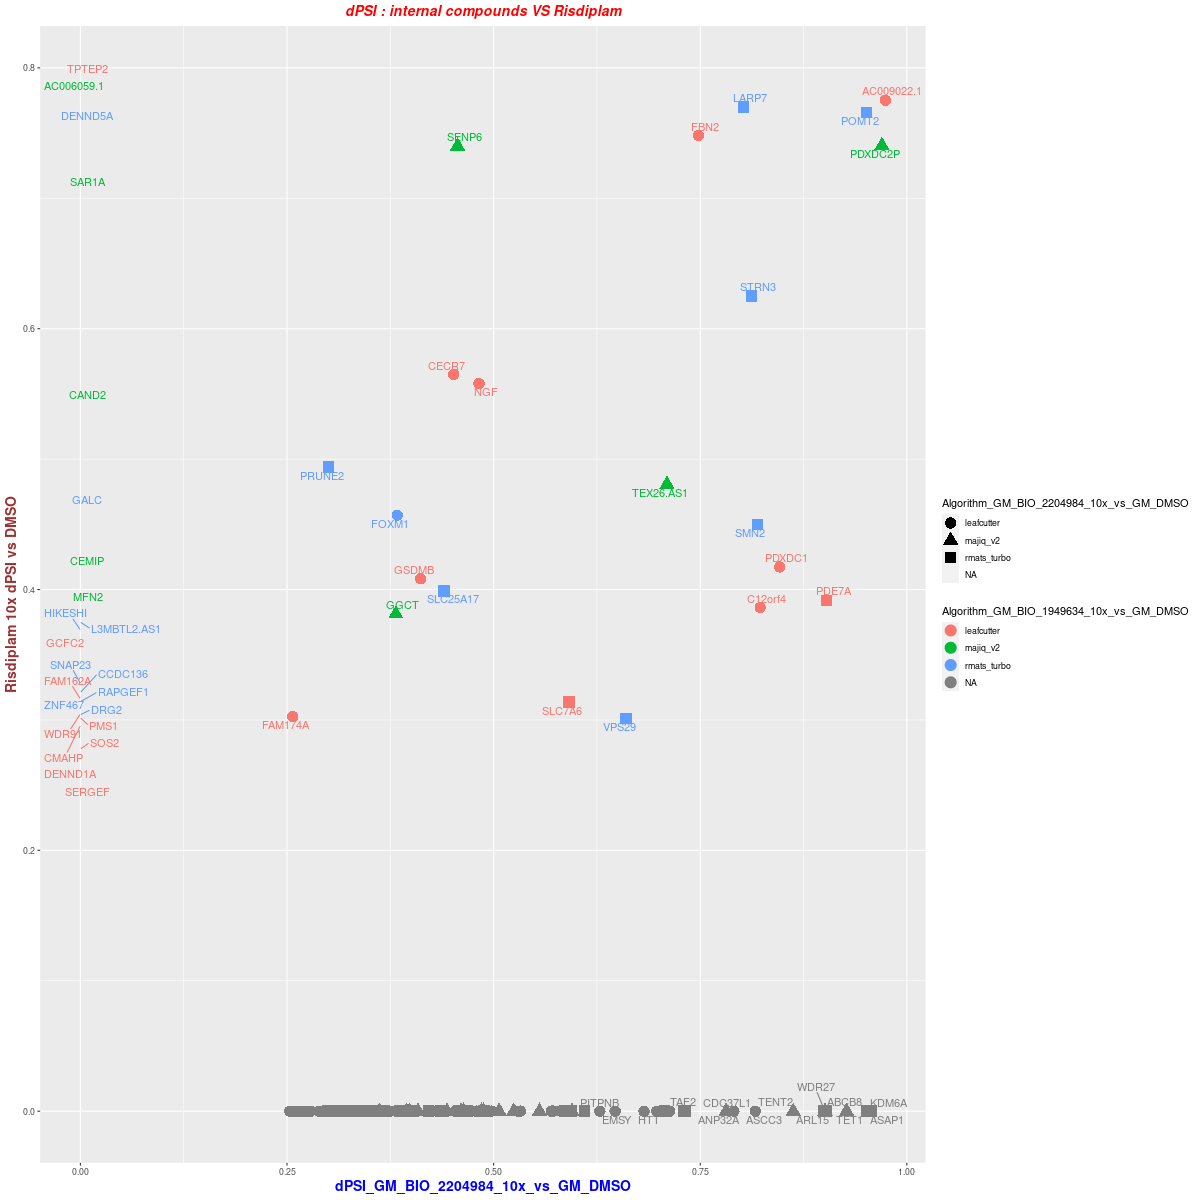 dPSI : internal compounds VS Risdiplam
0.8
TPTEP2
AC006059.1
DENND5A
SAR1A
SENP6
LARP7
FBN2
AC009022.1
POMT2
PDXDC2P
STRN3
0.6
CECR7
NGF
CAND2
PRUNE2
GALC
FOXM1
TEX26.AS1
SMN2
CEMIP
GSDMB
PDXDC1
0.4
MFN2
GGCT
SLC25A17
C12orf4
PDE7A
HIKESHI
L3MBTL2.AS1
GCFC2
SNAP23
CCDC136
FAM162A
RAPGEF1
ZNF467
DRG2
PMS1
WDR91
SOS2
CMAHP
DENND1A
SERGEF
FAM174A
SLC7A6
VPS29
0.2
0.0
WDR27
PITPNB
TAF2
CDC37L1
TENT2
ABCB8
KDM6A
EMSY
HTT
ANP32A
ASCC3
ARL15
TET1
ASAP1
0.00
0.25
0.50
0.75
1.00
dPSI_GM_BIO_2204984_10x_vs_GM_DMSO
Risdiplam 10x dPSI vs DMSO
Algorithm_GM_BIO_2204984_10x_vs_GM_DMSO
leafcutter
majiq_v2
rmats_turbo
NA
Algorithm_GM_BIO_1949634_10x_vs_GM_DMSO
leafcutter
majiq_v2
rmats_turbo
NA